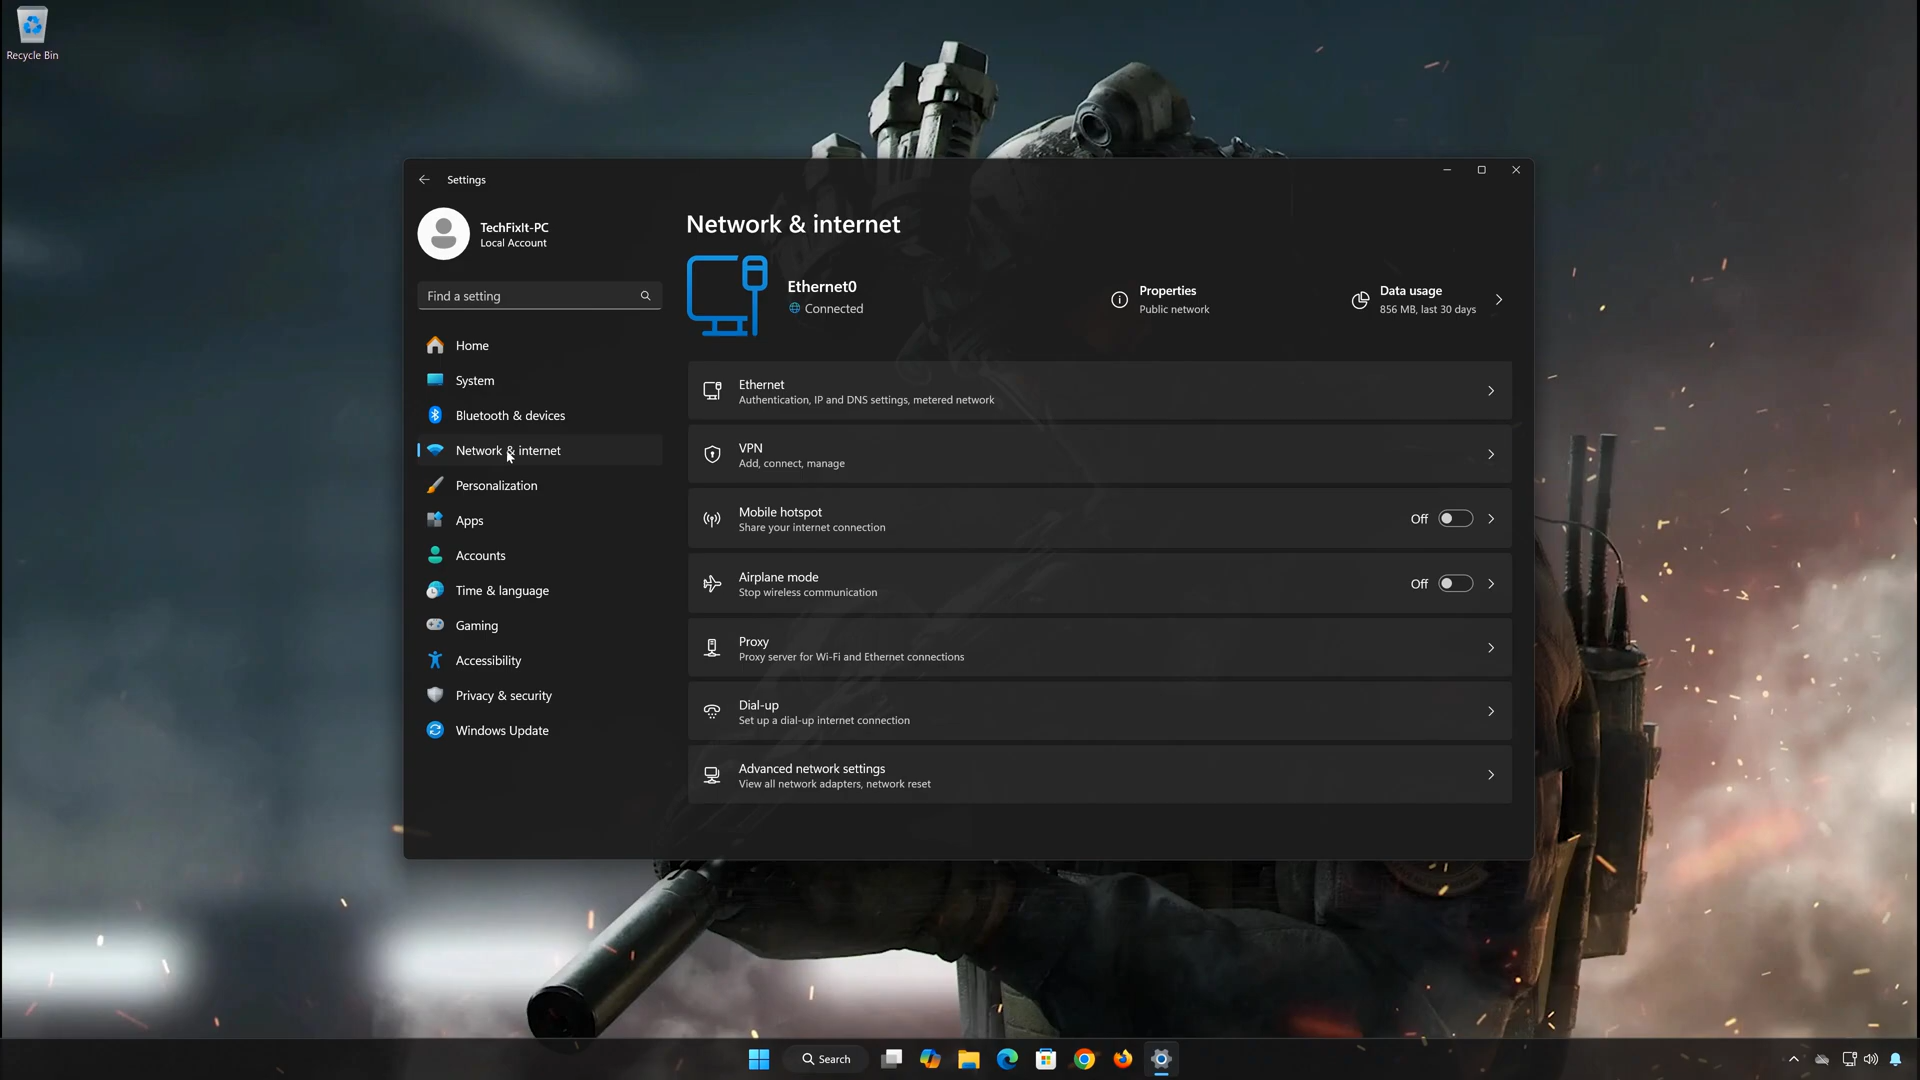 Recycle Bin
Settings
TechFixIt-PC
Local Account
Find a setting
Home
System
Bluetooth & devices
Network & internet
Personalization
Apps
Accounts
Time & language
Gaming
Accessibility
Privacy & security
Windows Update
Network & internet
Ethernet0
Connected
Properties
Public network
Data usage
856 MB, last 30 days
Ethernet
Authentication, IP and DNS settings, metered network
VPN
Add, connect, manage
Mobile hotspot
Share your internet connection
Off
Airplane mode
Stop wireless communication
Off
Proxy
Proxy server for Wi-Fi and Ethernet connections
Dial-up
Set up a dial-up internet connection
Advanced network settings
View all network adapters, network reset
Search